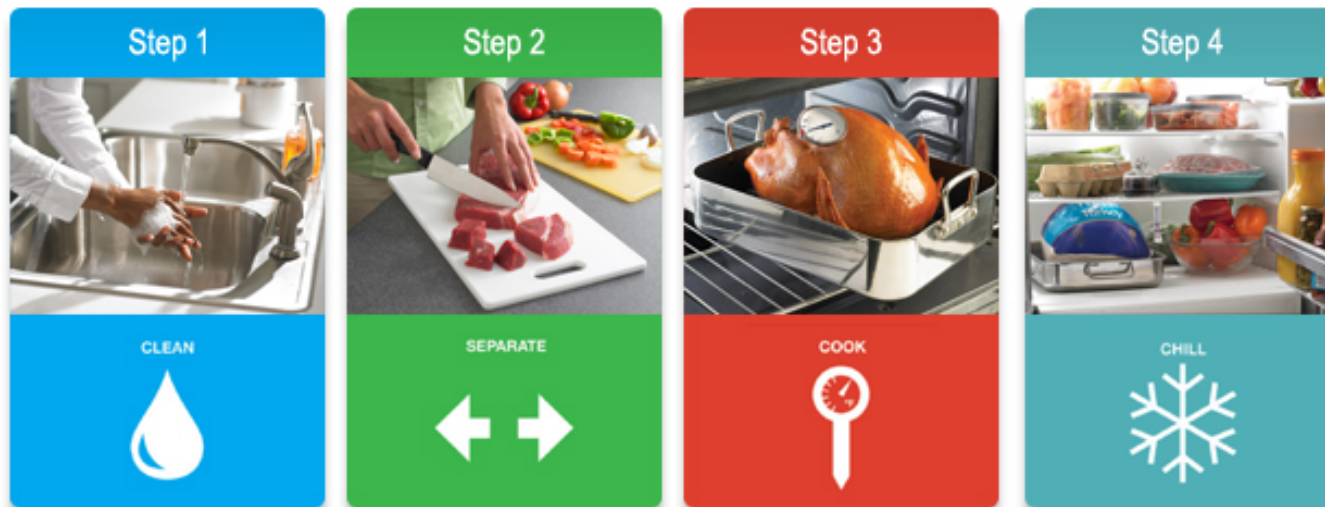 Step 1
Step 2
Step 3
Step 4
CLEAN
SEPARATE
COOK
CHILL
°F